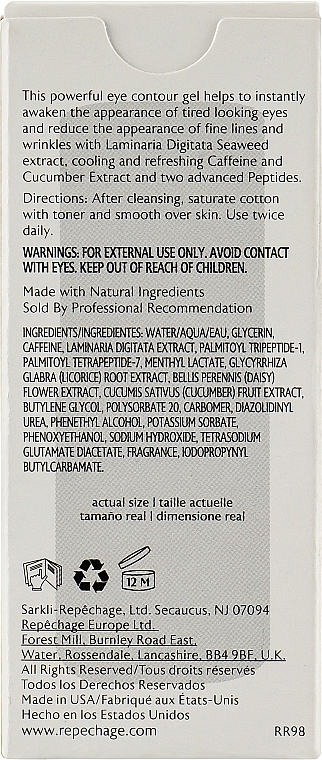 This powerful eye contour gel helps to instantly
awaken the appearance of tired looking eyes
and reduce the appearance of fine lines and
wrinkles with Laminaria Digitata Seaweed
extract, cooling and refreshing Caffeine and
Cucumber Extract and two advanced Peptides.
Directions: After cleansing, saturate cotton
with toner and smooth over skin. Use twice
daily.
WARNINGS: FOR EXTERNAL USE ONLY. AVOID CONTACT
WITH EYES. KEEP OUT OF REACH OF CHILDREN.
Made with Natural Ingredients
Sold By Professional Recommendation
INGREDIENTS/INGREDIENTES: WATER/AQUA/EAU, GLYCERIN,
CAFFEINE, LAMINARIA DIGITATA EXTRACT, PALMITOYL TRIPEPTIDE-1,
PALMITOYL TETRAPEPTIDE-7, MENTHYL LACTATE, GLYCYRRHIZA
GLABRA (LICORICE) ROOT EXTRACT, BELLIS PERENNIS (DAISY)
FLOWER EXTRACT, CUCUMIS SATIVUS (CUCUMBER) FRUIT EXTRACT,
BUTYLENE GLYCOL, POLYSORBATE 20, CARBOMER, DIAZOLIDINYL
UREA, PHENETHYL ALCOHOL, POTASSIUM SORBATE,
PHENOXYETHANOL, SODIUM HYDROXIDE, TETRASODIUM
GLUTAMATE DIACETATE, FRAGRANCE, IODOPROPYNYL
BUTYLCARBAMATE.
actual size | taille actuelle
tamaño real | dimensione real
12 M
Sarkli-Repêchage, Ltd. Secaucus, NJ 07094
Repêchage Europe Ltd.
Forest Mill, Burnley Road East,
Water, Rossendale, Lancashire, BB4 9BF, U.K.
All Rights Reserved/Tous droits réservés
Todos los Derechos Reservados
Made in USA/Fabriqué aux États-Unis
Hecho en los Estados Unidos
www.repechage.com RR98